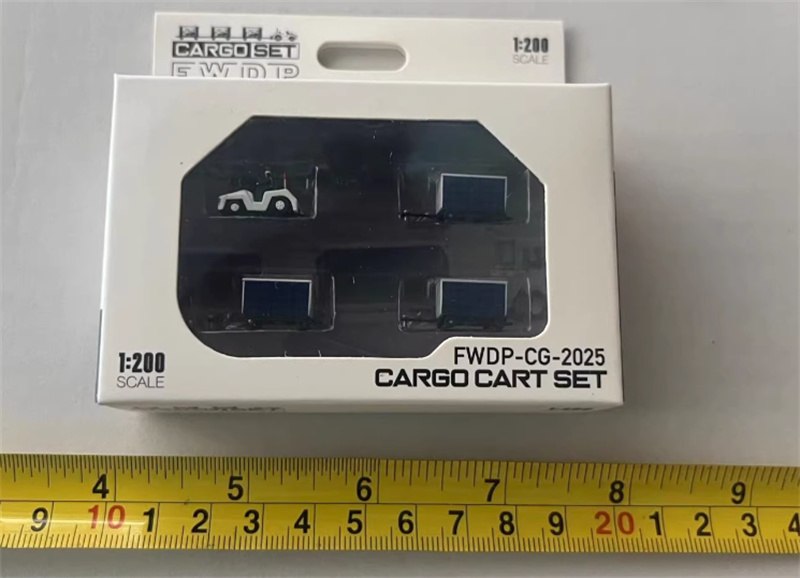 CARGO SET
1:200
SCALE
FWDP
1:200
SCALE
FWDP-CG-2025
CARGO CART SET
4 5 6 7 8 9
9 10 1 2 3 4 5 6 7 8 9 20 1 2 3 4